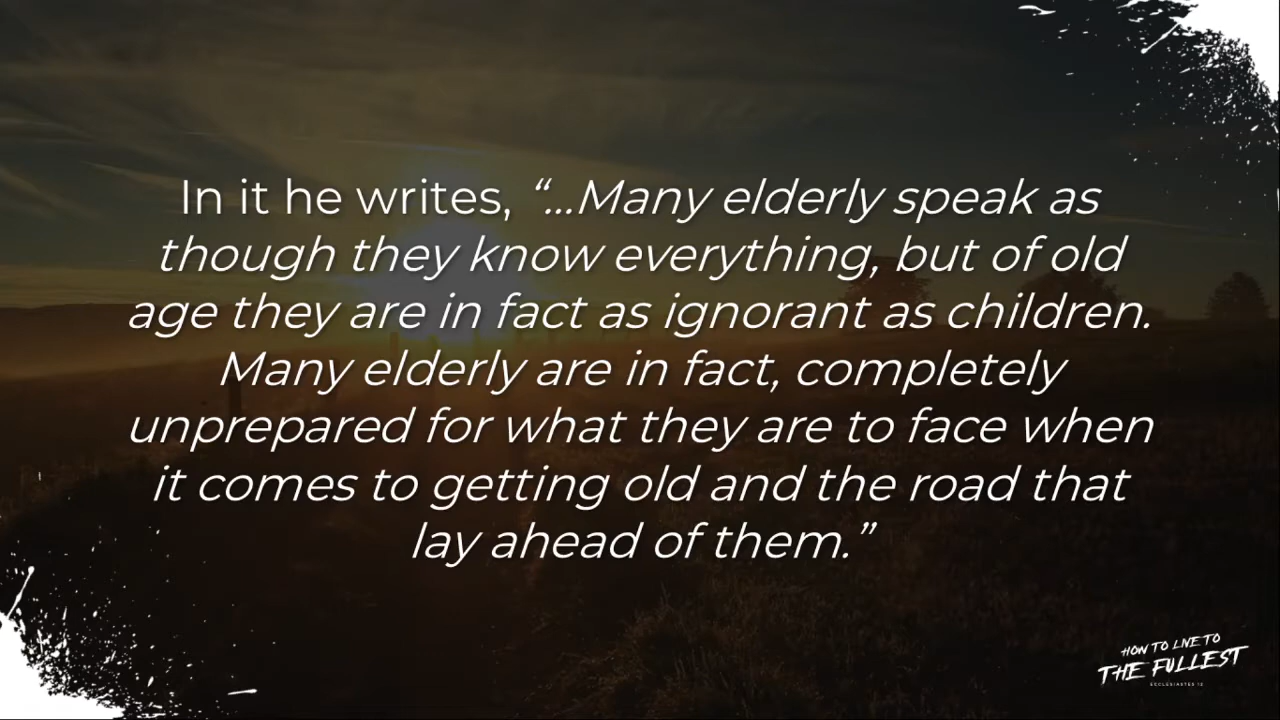 In it he writes, “...Many elderly speak as
though they know everything, but of old
age they are in fact as ignorant as children.
Many elderly are in fact, completely
unprepared for what they are to face when
it comes to getting old and the road that
lay ahead of them.”
HOW TO LIVE TO
THE FULLEST
ECCLESIASTES 12